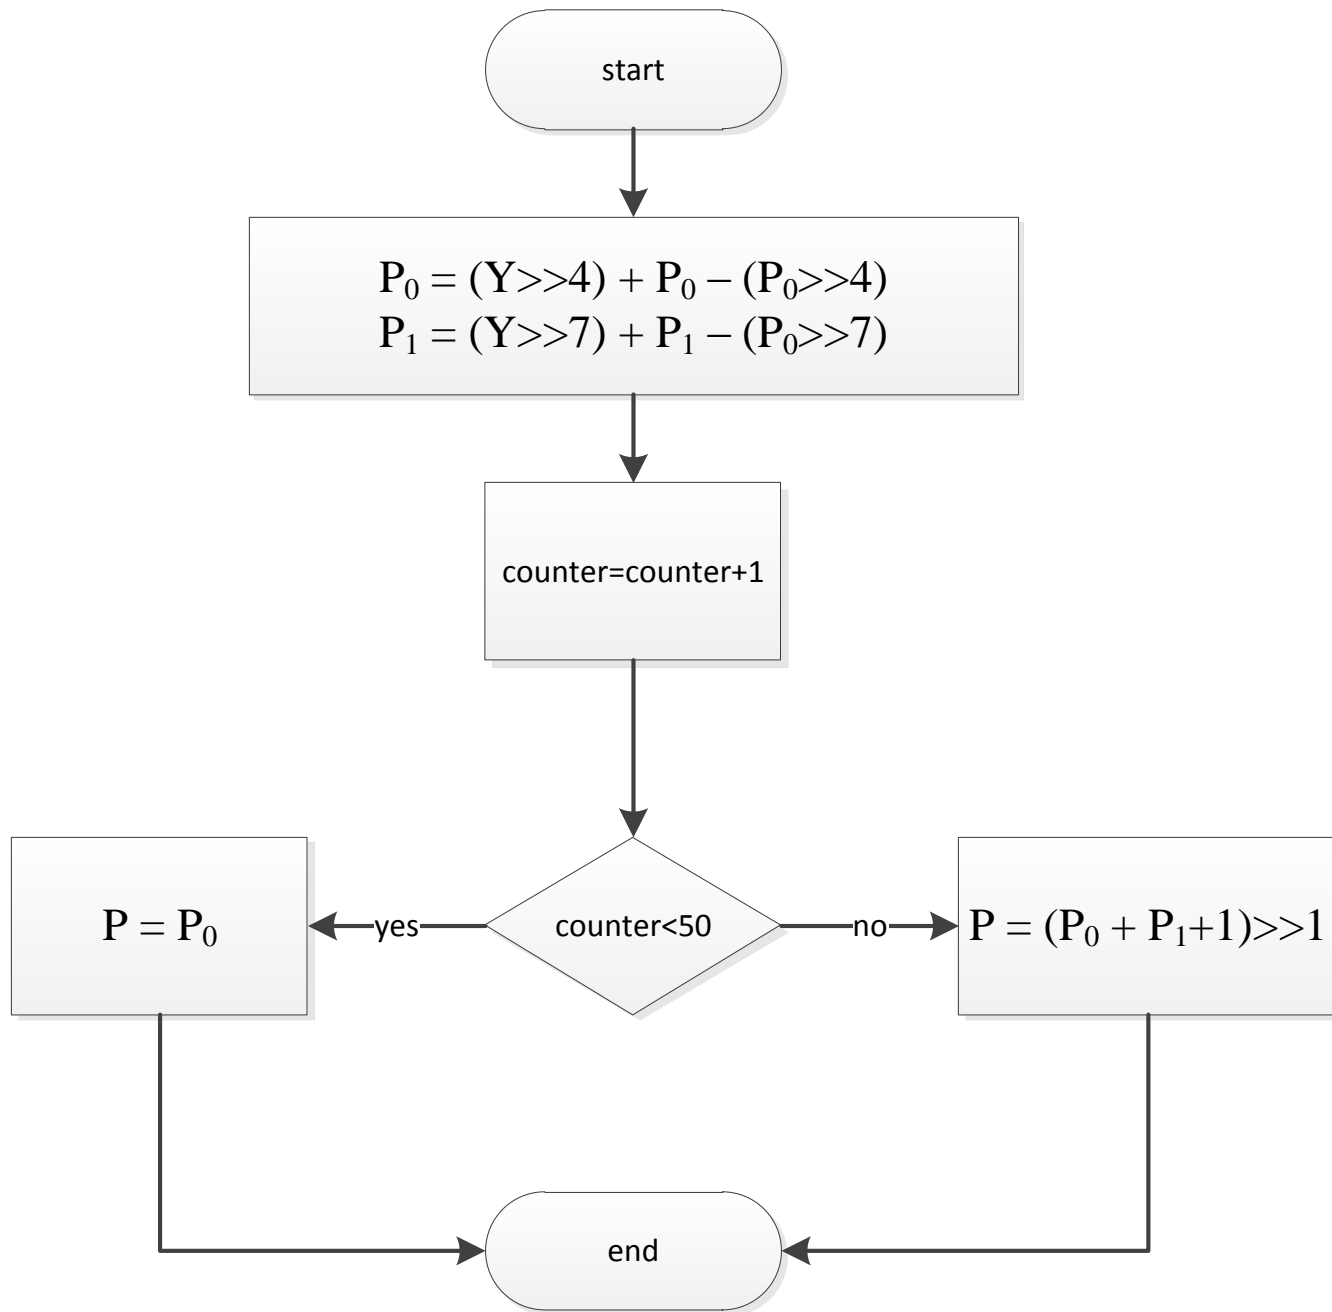 start
P₀ = (Y>>4) + P₀ – (P₀>>4)
P₁ = (Y>>7) + P₁ – (P₀>>7)
counter=counter+1
P = P₀
yes
counter<50
no
P = (P₀ + P₁+1)>>1
end